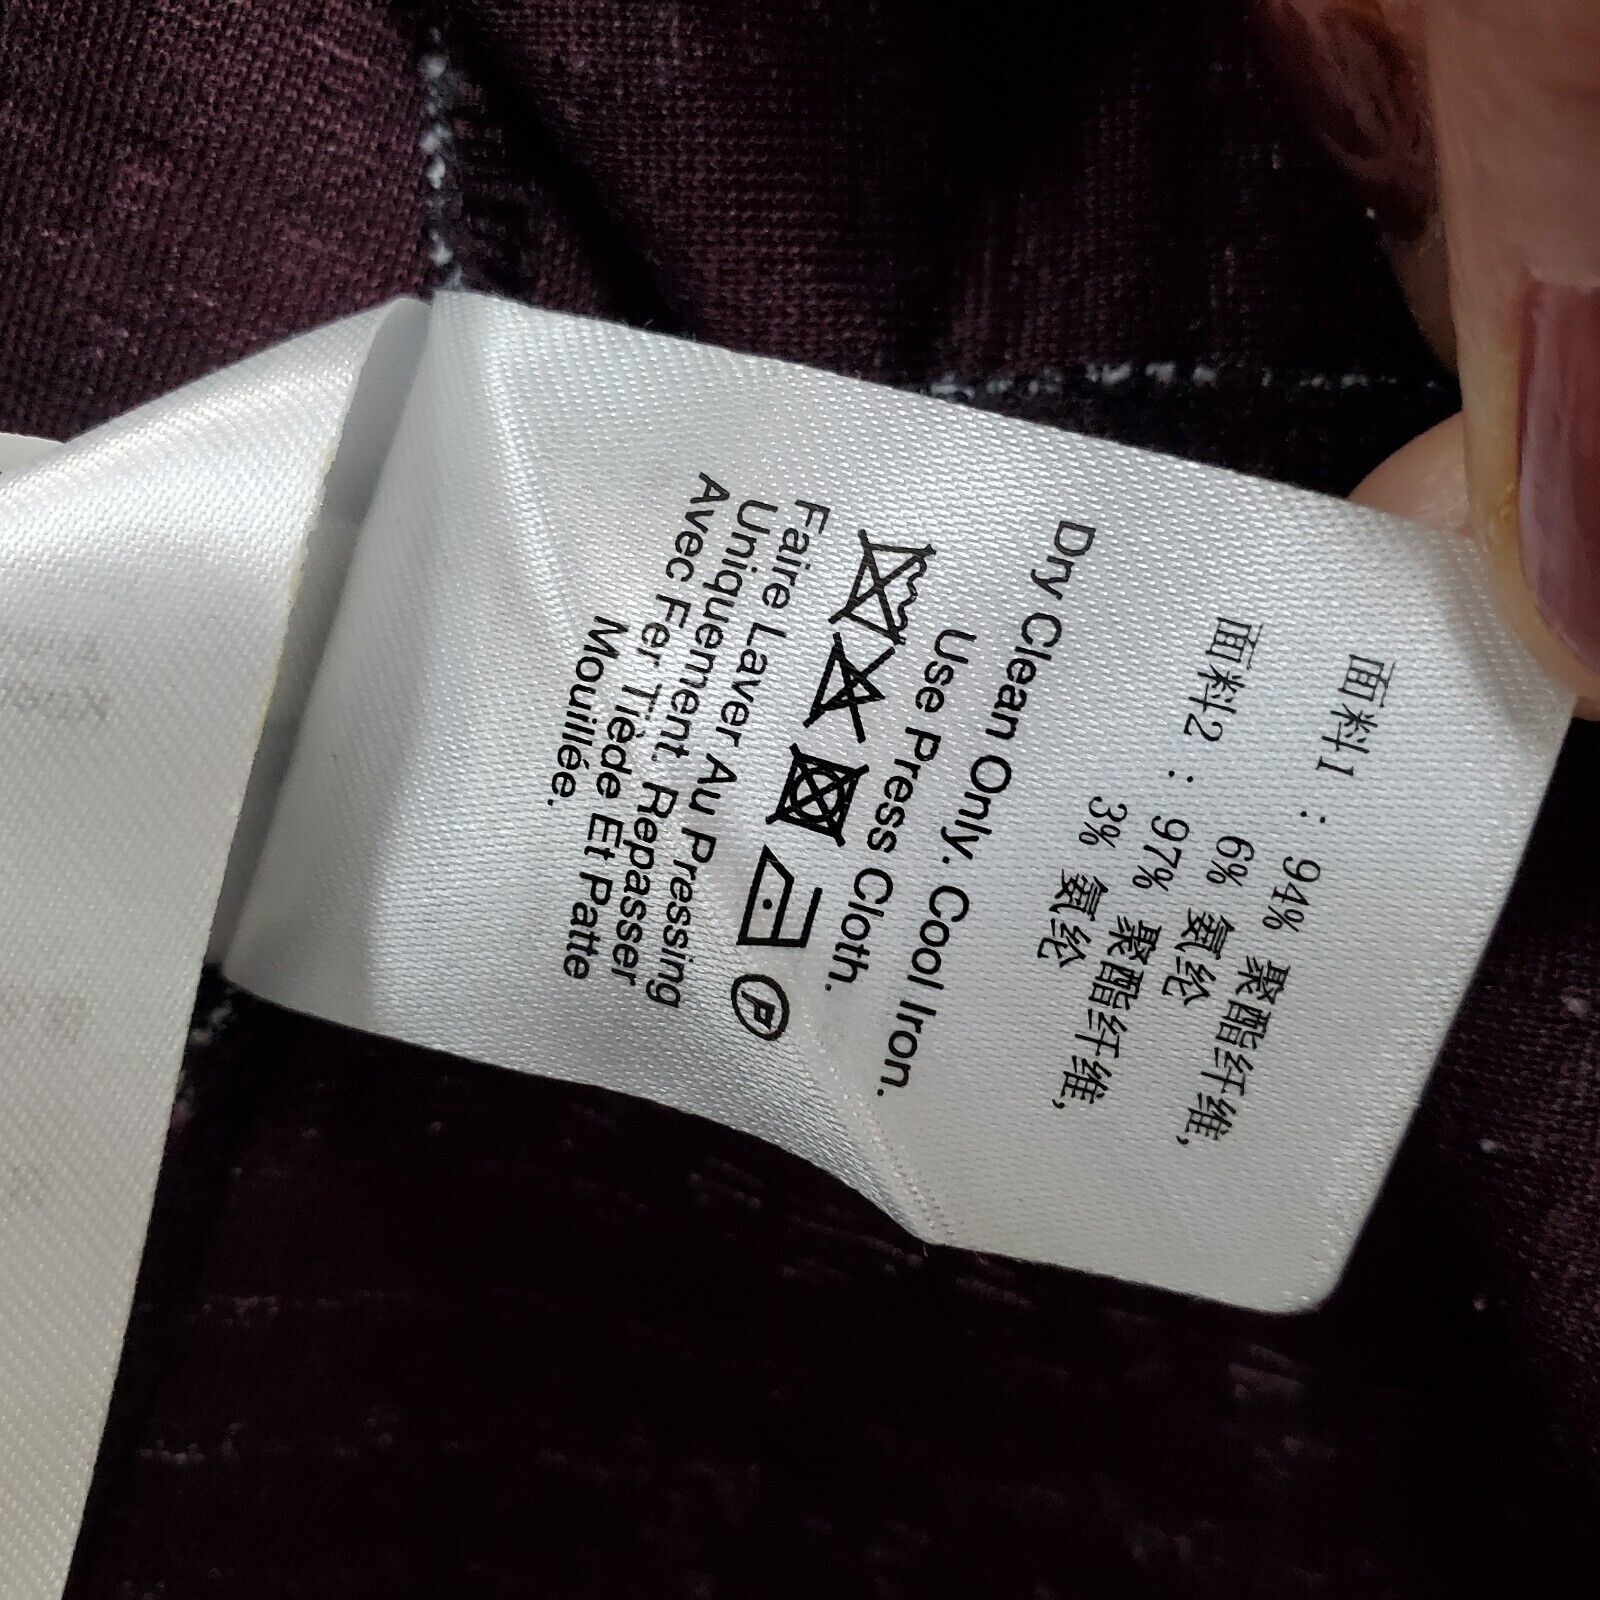 面料1 : 94% 聚酯纤维,
6% 氨纶
面料2 : 97% 聚酯纤维,
3% 氨纶
Dry Clean Only. Cool Iron.
Use Press Cloth.
P
Faire Laver Au Pressing
Uniquement. Repasser
Avec Fer Tiède Et Patte
Mouillée.